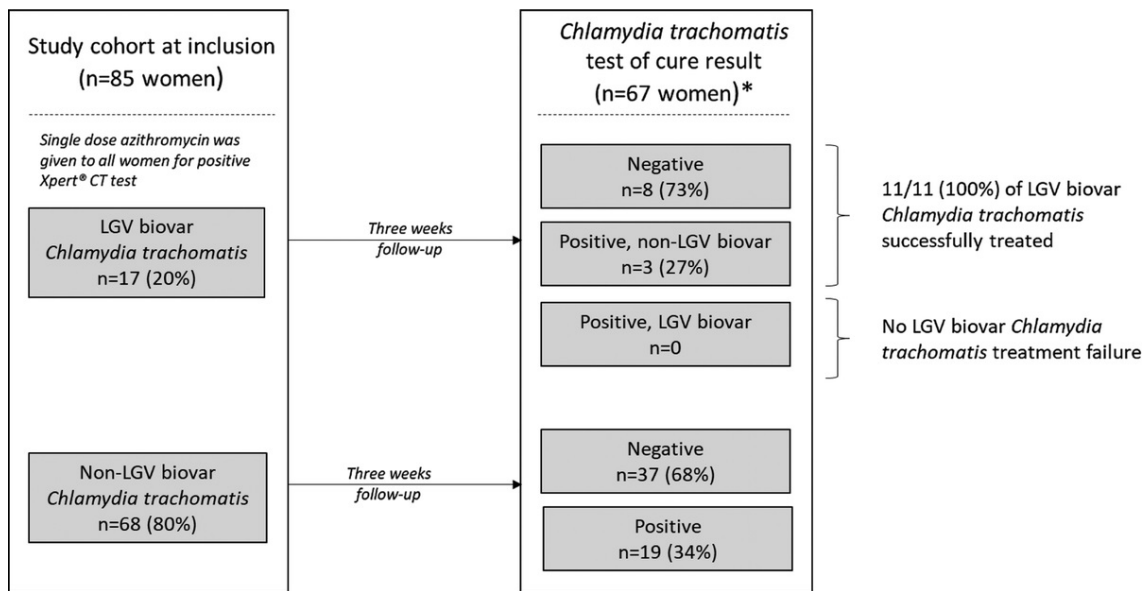 Study cohort at inclusion
(n=85 women)
Single dose azithromycin was
given to all women for positive
Xpert® CT test
LGV biovar
Chlamydia trachomatis
n=17 (20%)
Non-LGV biovar
Chlamydia trachomatis
n=68 (80%)
Three weeks
follow-up
Three weeks
follow-up
Chlamydia trachomatis
test of cure result
(n=67 women)*
Negative
n=8 (73%)
Positive, non-LGV biovar
n=3 (27%)
Positive, LGV biovar
n=0
Negative
n=37 (68%)
Positive
n=19 (34%)
11/11 (100%) of LGV biovar
Chlamydia trachomatis
successfully treated
No LGV biovar Chlamydia
trachomatis treatment failure